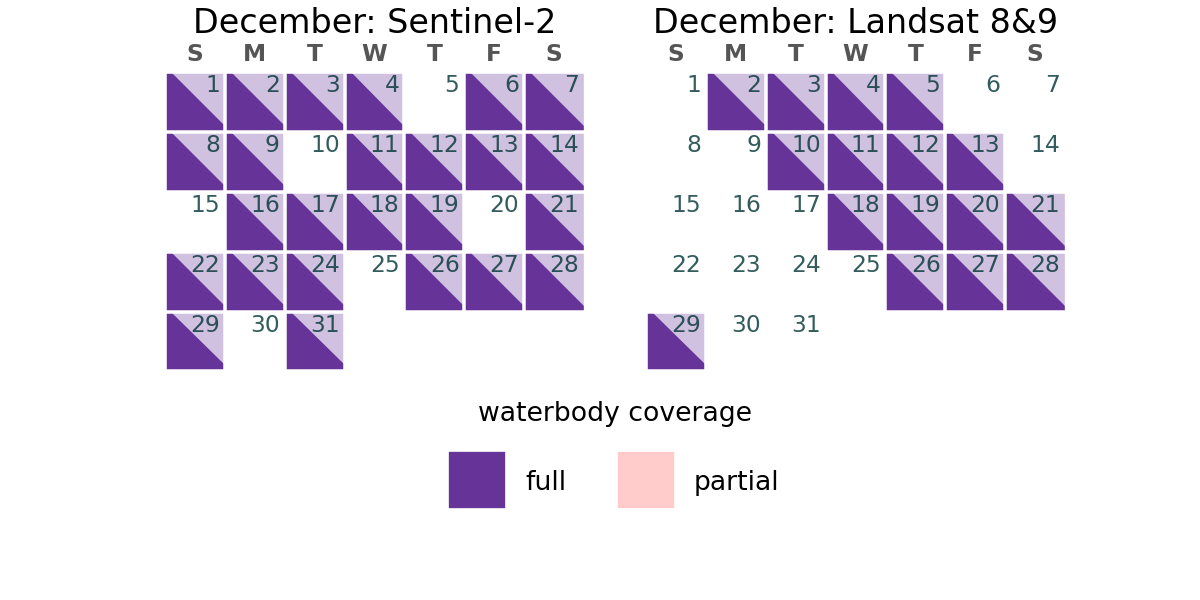 December: Sentinel-2
S M T W T F S
1 2 3 4 5 6 7
8 9 10 11 12 13 14
15 16 17 18 19 20 21
22 23 24 25 26 27 28
29 30 31
December: Landsat 8&9
S M T W T F S
1 2 3 4 5 6 7
8 9 10 11 12 13 14
15 16 17 18 19 20 21
22 23 24 25 26 27 28
29 30 31
waterbody coverage
full partial